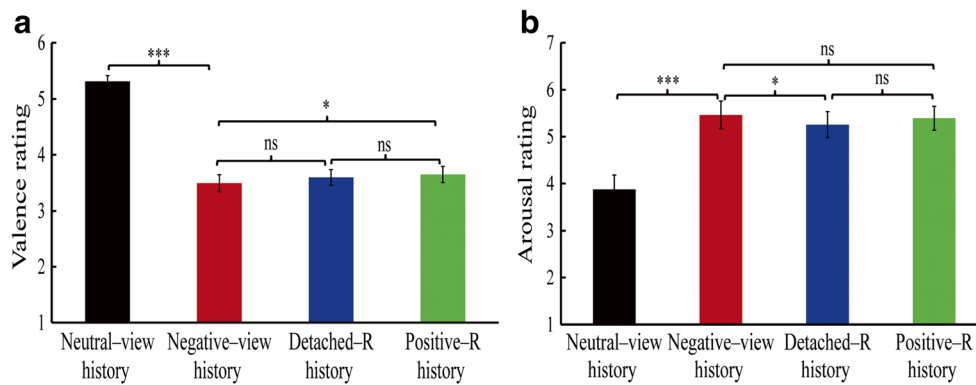 a
b
6
5
4
3
2
1
Valence rating
***
*
ns
ns
Neutral–view
history
Negative–view
history
Detached–R
history
Positive–R
history
7
6
5
4
3
2
1
Arousal rating
ns
***
*
ns
Neutral–view
history
Negative–view
history
Detached–R
history
Positive–R
history